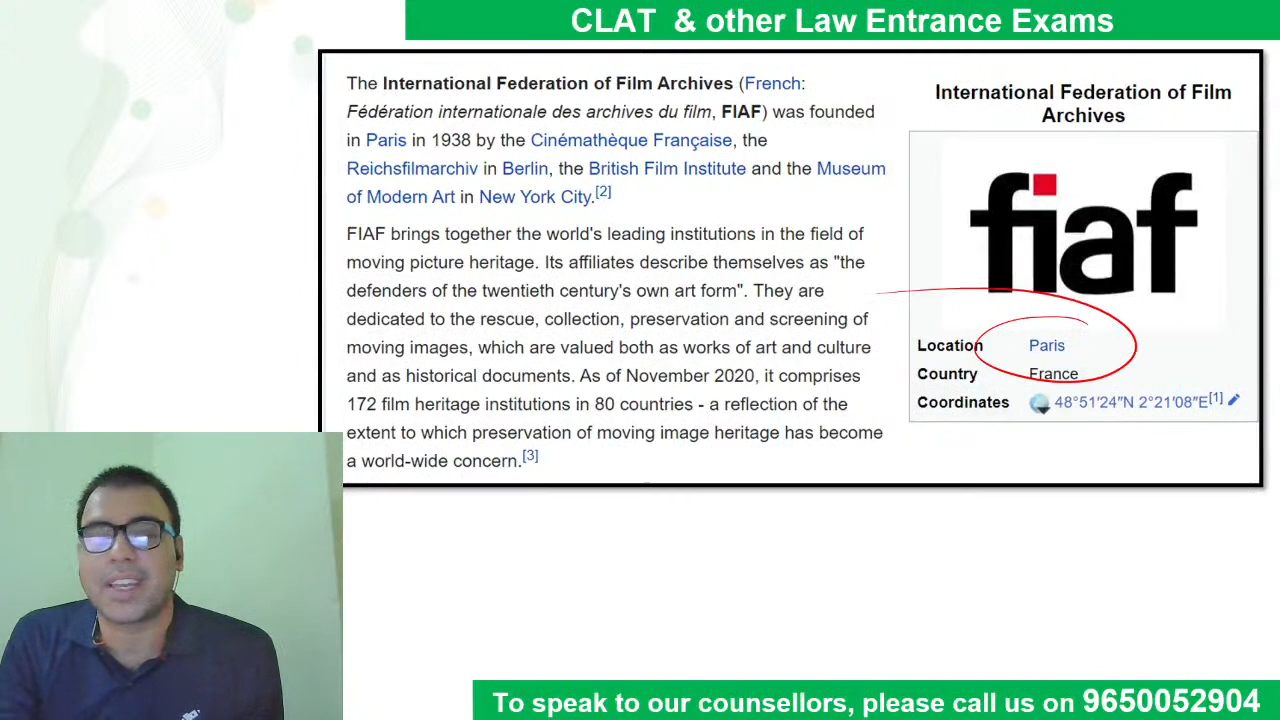 CLAT & other Law Entrance Exams
The International Federation of Film Archives (French:
Fédération internationale des archives du film, FIAF) was founded
in Paris in 1938 by the Cinémathèque Française, the
Reichsfilmarchiv in Berlin, the British Film Institute and the Museum
of Modern Art in New York City.[2]
FIAF brings together the world's leading institutions in the field of
moving picture heritage. Its affiliates describe themselves as "the
defenders of the twentieth century's own art form". They are
dedicated to the rescue, collection, preservation and screening of
moving images, which are valued both as works of art and culture
and as historical documents. As of November 2020, it comprises
172 film heritage institutions in 80 countries - a reflection of the
extent to which preservation of moving image heritage has become
a world-wide concern.[3]
International Federation of Film
Archives
fiaf
Location Paris
Country France
Coordinates 48°51′24″N 2°21′08″E[1]
To speak to our counsellors, please call us on 9650052904